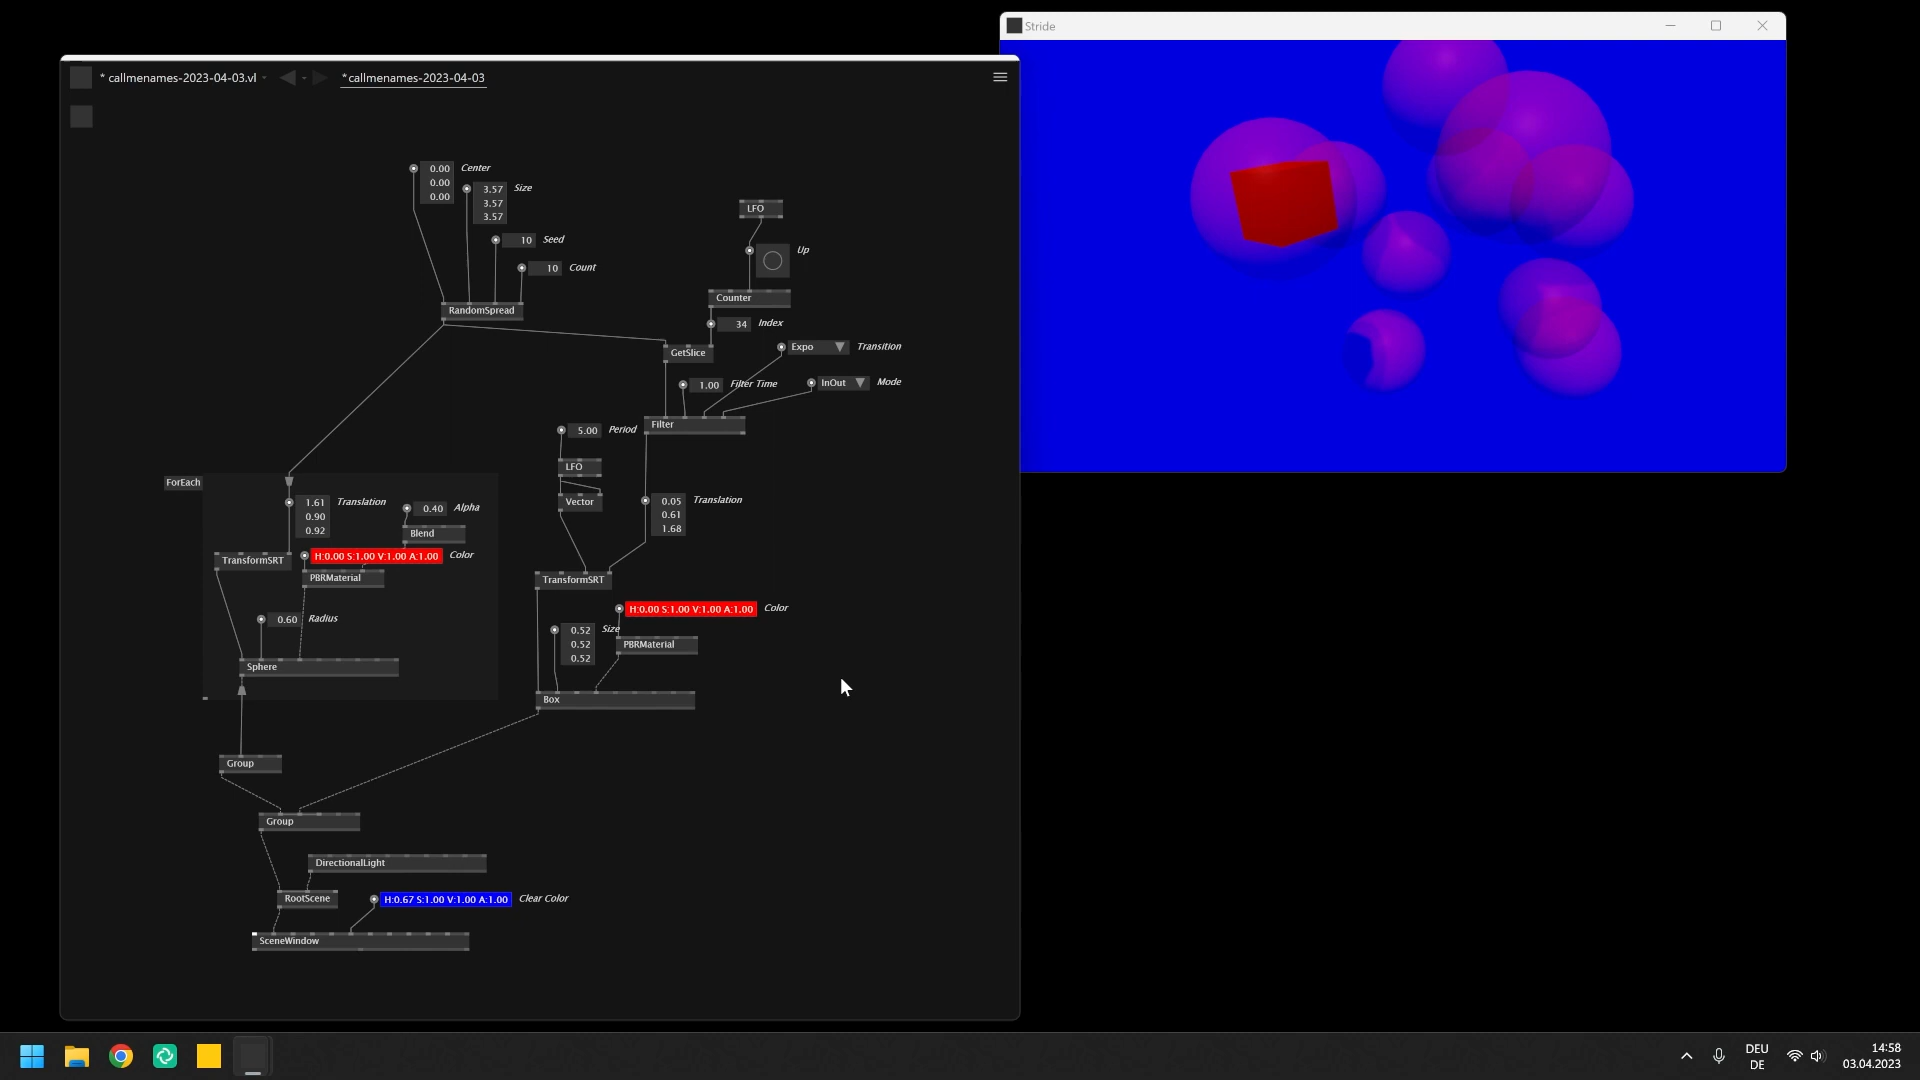 Stride
* callmenames-2023-04-03.vl
*callmenames-2023-04-03
0.00
0.00
0.00
Center
3.57
3.57
3.57
Size
10 Seed
10 Count
RandomSpread
LFO
Up
Counter
34 Index
GetSlice
Expo Transition
1.00 Filter Time
InOut Mode
Filter
5.00 Period
LFO
Vector
0.05
0.61
1.68
Translation
ForEach
1.61
0.90
0.92
Translation
0.40 Alpha
Blend
TransformSRT
H:0.00 S:1.00 V:1.00 A:1.00 Color
PBRMaterial
0.60 Radius
Sphere
TransformSRT
H:0.00 S:1.00 V:1.00 A:1.00 Color
0.52
0.52
0.52
Size
PBRMaterial
Box
Group
Group
DirectionalLight
RootScene
H:0.67 S:1.00 V:1.00 A:1.00 Clear Color
SceneWindow
DEU
DE
14:58
03.04.2023